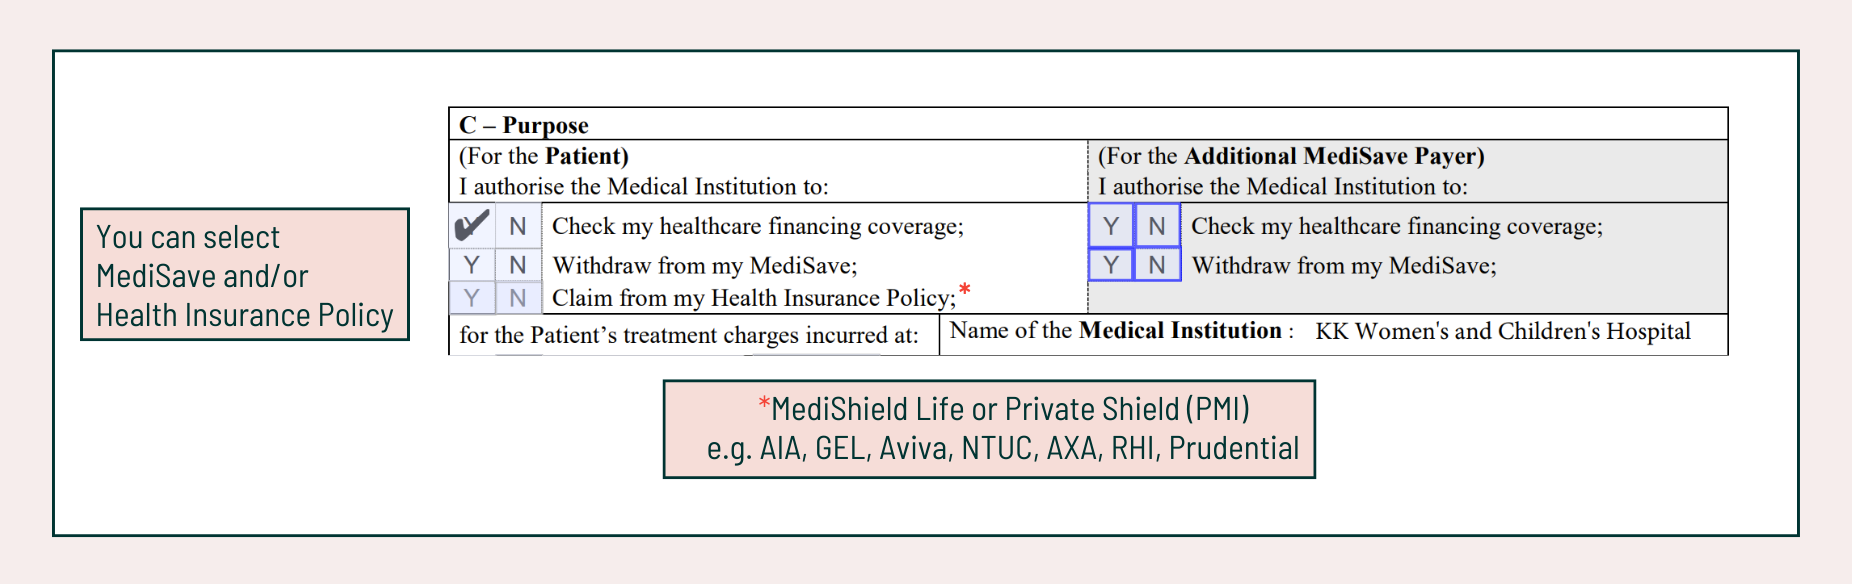 C – Purpose
(For the Patient)
I authorise the Medical Institution to:
(For the Additional MediSave Payer)
I authorise the Medical Institution to:
You can select
MediSave and/or
Health Insurance Policy
Y N Check my healthcare financing coverage;
Y N Withdraw from my MediSave;
Y N Claim from my Health Insurance Policy;*
Y N Check my healthcare financing coverage;
Y N Withdraw from my MediSave;
for the Patient’s treatment charges incurred at:
Name of the Medical Institution : KK Women's and Children's Hospital
*MediShield Life or Private Shield (PMI)
e.g. AIA, GEL, Aviva, NTUC, AXA, RHI, Prudential